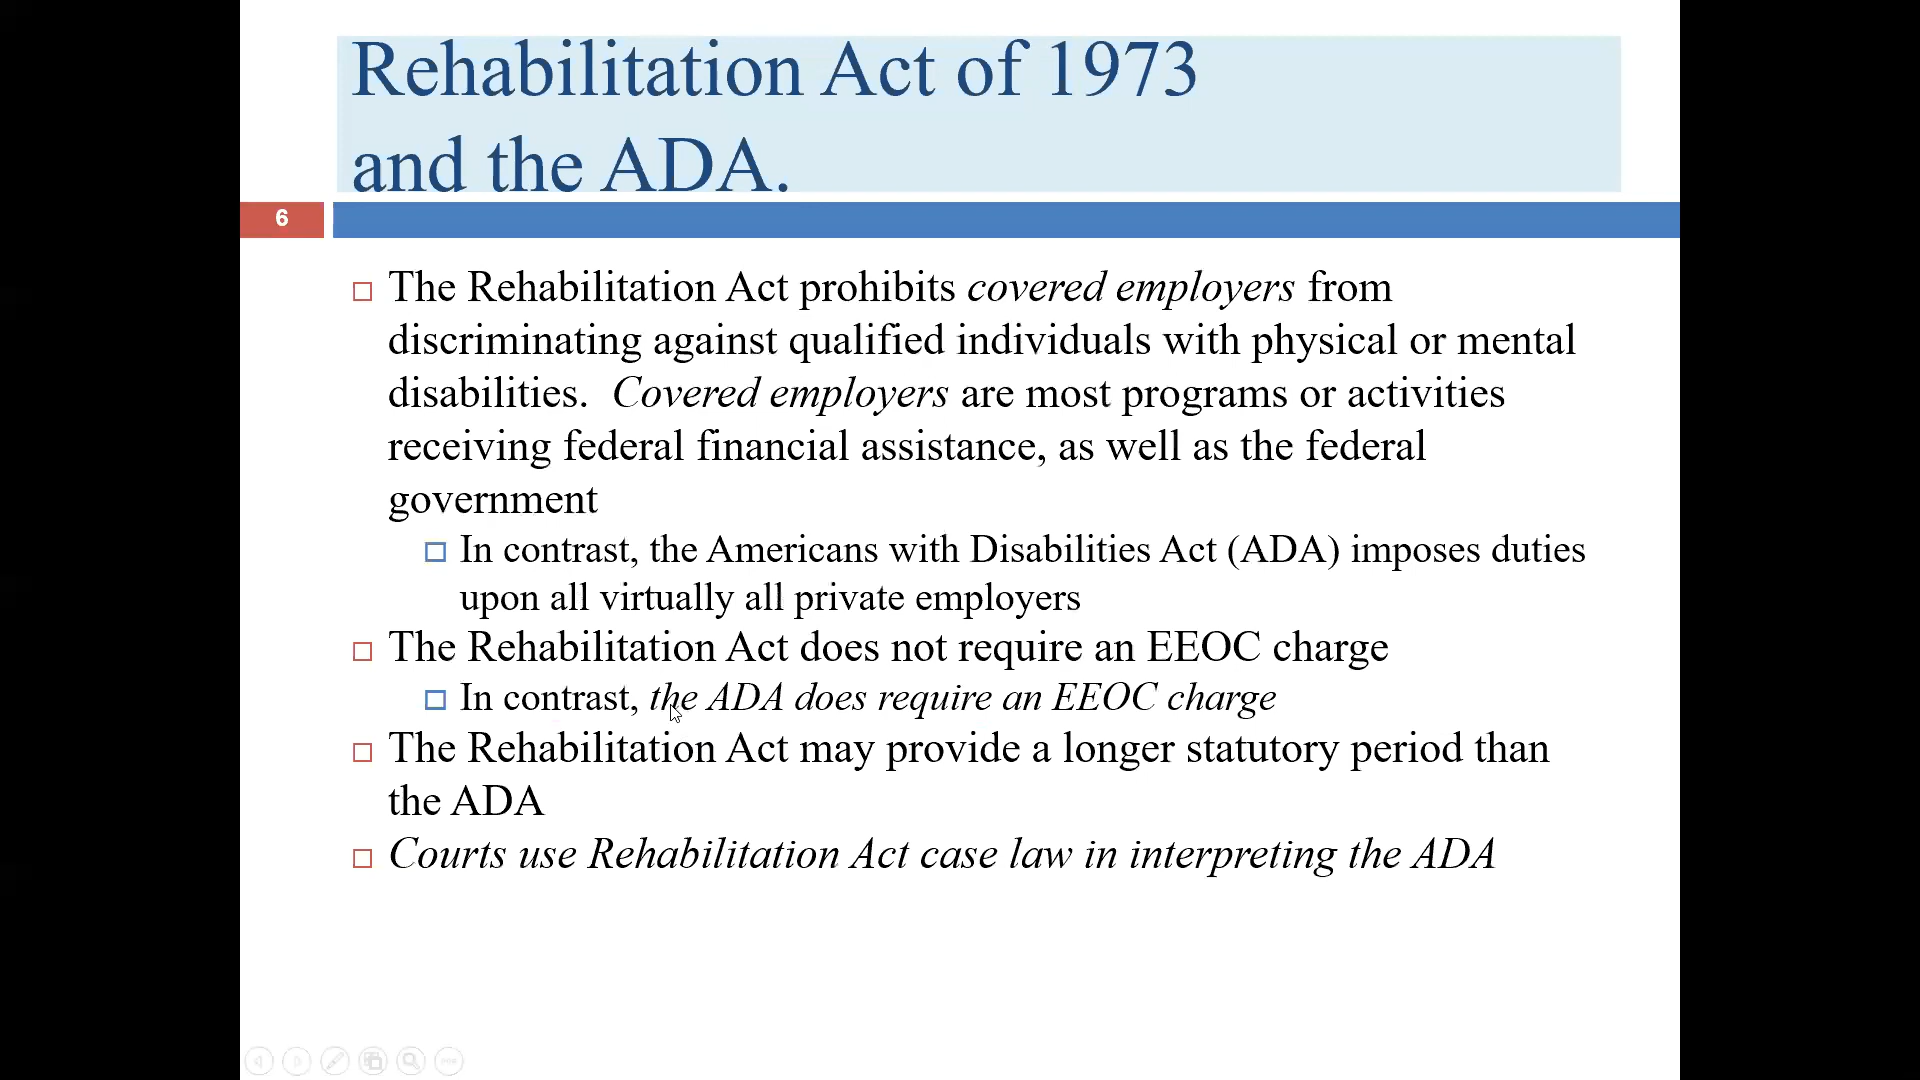 Rehabilitation Act of 1973
and the ADA.
6
The Rehabilitation Act prohibits covered employers from
discriminating against qualified individuals with physical or mental
disabilities.  Covered employers are most programs or activities
receiving federal financial assistance, as well as the federal
government
In contrast, the Americans with Disabilities Act (ADA) imposes duties
upon all virtually all private employers
The Rehabilitation Act does not require an EEOC charge
In contrast, the ADA does require an EEOC charge
The Rehabilitation Act may provide a longer statutory period than
the ADA
Courts use Rehabilitation Act case law in interpreting the ADA